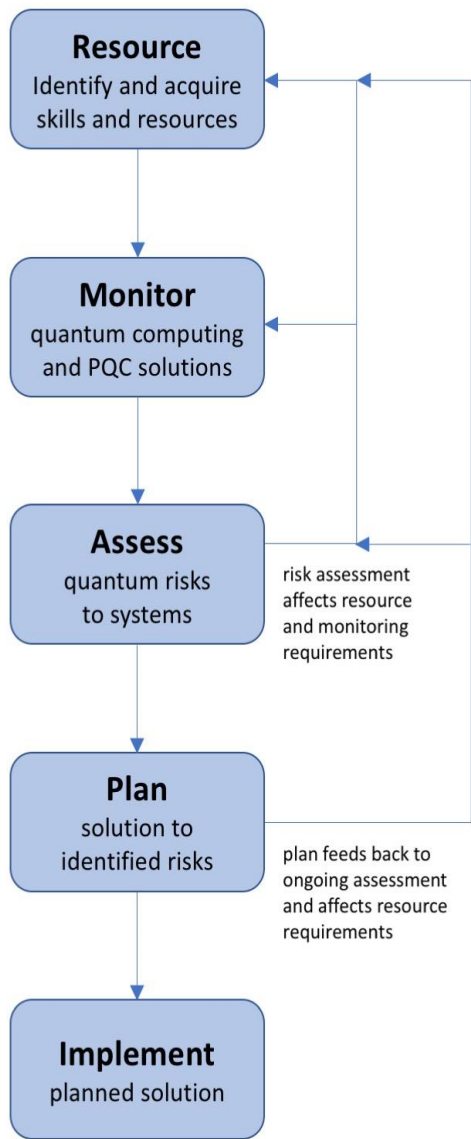 Resource
Identify and acquire
skills and resources
Monitor
quantum computing
and PQC solutions
Assess
quantum risks
to systems
risk assessment
affects resource
and monitoring
requirements
Plan
solution to
identified risks
plan feeds back to
ongoing assessment
and affects resource
requirements
Implement
planned solution